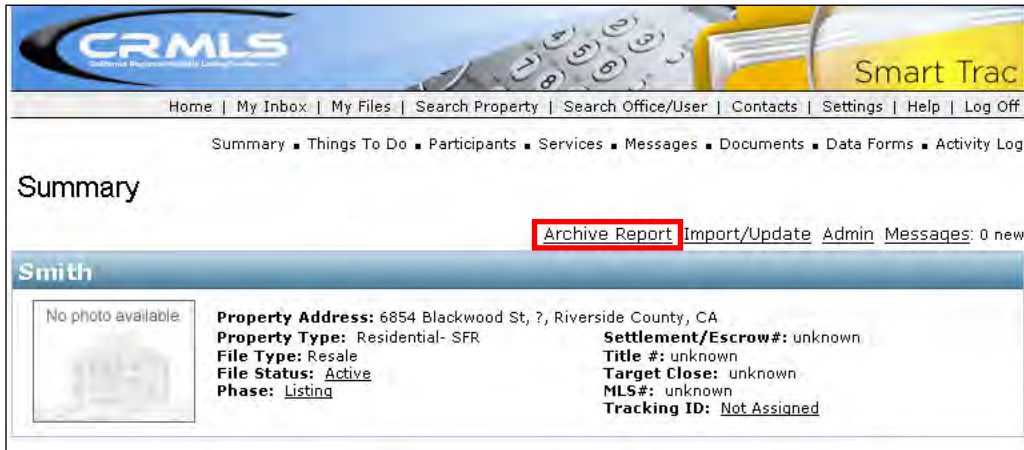 CRMLS
Smart Trac
Home | My Inbox | My Files | Search Property | Search Office/User | Contacts | Settings | Help | Log Off
Summary ▪ Things To Do ▪ Participants ▪ Services ▪ Messages ▪ Documents ▪ Data Forms ▪ Activity Log
Summary
Archive Report Import/Update Admin Messages: 0 new
Smith
No photo available
Property Address: 6854 Blackwood St, ?, Riverside County, CA
Property Type: Residential- SFR
File Type: Resale
File Status: Active
Phase: Listing
Settlement/Escrow#: unknown
Title #: unknown
Target Close: unknown
MLS#: unknown
Tracking ID: Not Assigned